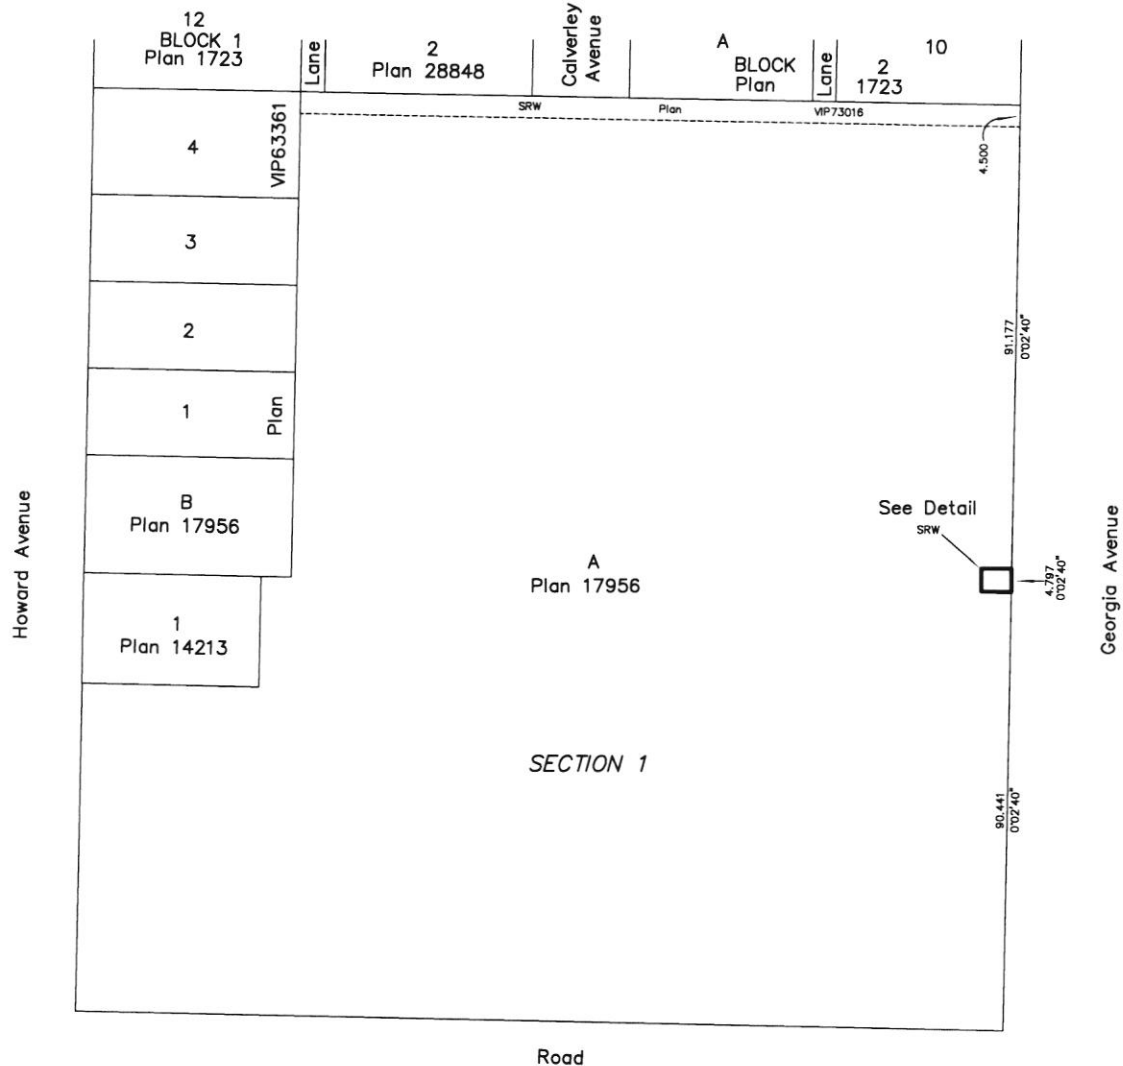 12
BLOCK 1
Plan 1723
Lane
2
Plan 28848
Calverley
Avenue
A
BLOCK
Plan
Lane
10
2
1723
SRW Plan VIP73016
4.500
4
VIP63361
3
2
1
Plan
B
Plan 17956
1
Plan 14213
Howard Avenue
91.177
0°02'40"
See Detail
SRW
4.797
0°02'40"
Georgia Avenue
A
Plan 17956
SECTION 1
90.441
0°02'40"
Road